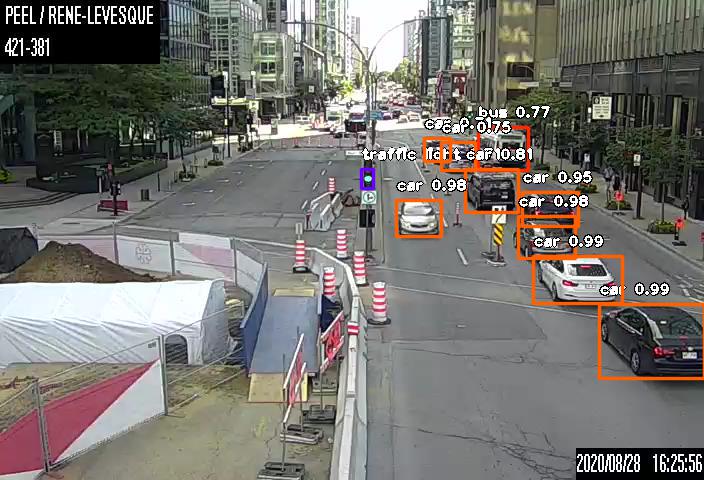 PEEL / RENE-LEVESQUE
421-381
bus 0.77
car 0.75
traffic light
car 0.81
car 0.95
car 0.98
car 0.98
car 0.99
car 0.99
2020/08/28 16:25:56